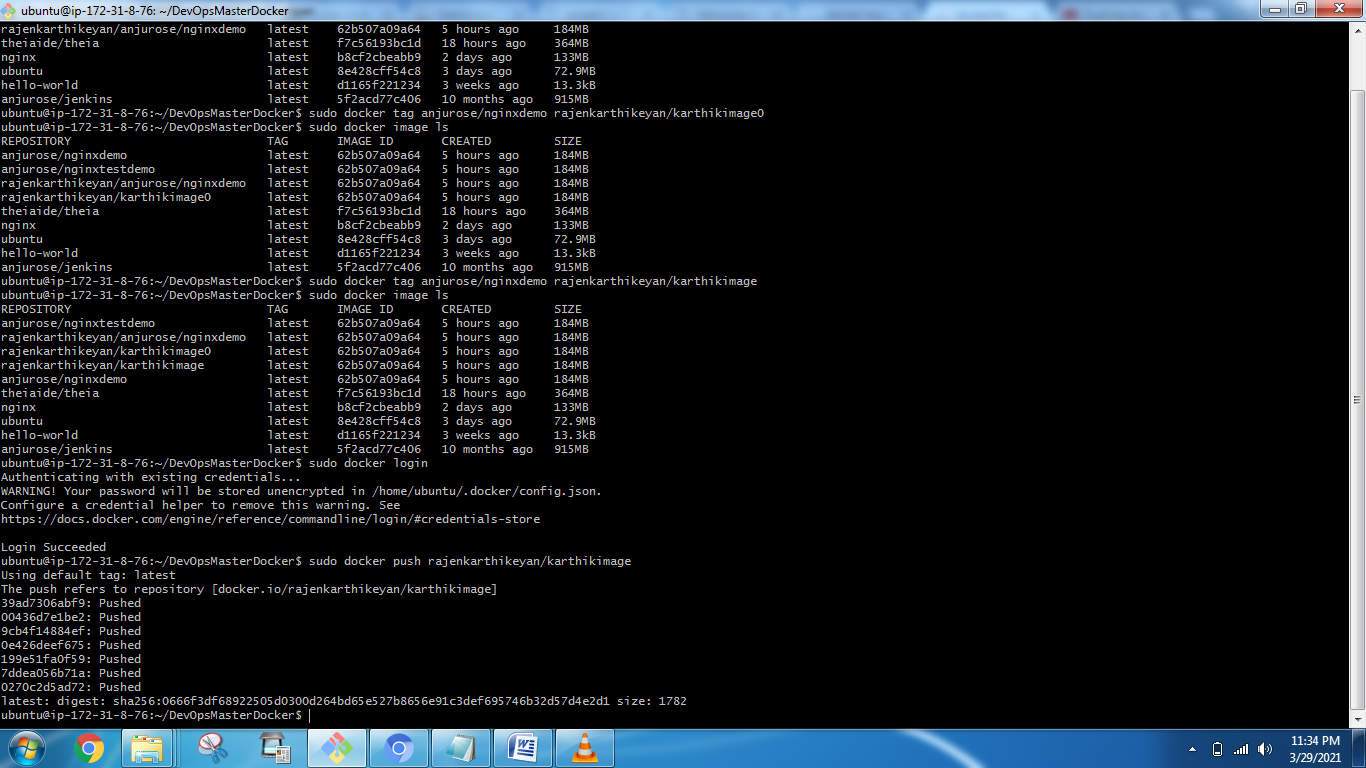 ubuntu@ip-172-31-8-76: ~/DevOpsMasterDocker
rajenkarthikeyan/anjurose/nginxdemo   latest    62b507a09a64   5 hours ago     184MB
theiaide/theia                        latest    f7c56193bc1d   18 hours ago    364MB
nginx                                 latest    b8cf2cbeabb9   2 days ago      133MB
ubuntu                                latest    8e428cff54c8   3 days ago      72.9MB
hello-world                           latest    d1165f221234   3 weeks ago     13.3kB
anjurose/jenkins                      latest    5f2acd77c406   10 months ago   915MB
ubuntu@ip-172-31-8-76:~/DevOpsMasterDocker$ sudo docker tag anjurose/nginxdemo rajenkarthikeyan/karthikimage0
ubuntu@ip-172-31-8-76:~/DevOpsMasterDocker$ sudo docker image ls
REPOSITORY                            TAG       IMAGE ID       CREATED         SIZE
anjurose/nginxdemo                    latest    62b507a09a64   5 hours ago     184MB
anjurose/nginxtestdemo                latest    62b507a09a64   5 hours ago     184MB
rajenkarthikeyan/anjurose/nginxdemo   latest    62b507a09a64   5 hours ago     184MB
rajenkarthikeyan/karthikimage0        latest    62b507a09a64   5 hours ago     184MB
theiaide/theia                        latest    f7c56193bc1d   18 hours ago    364MB
nginx                                 latest    b8cf2cbeabb9   2 days ago      133MB
ubuntu                                latest    8e428cff54c8   3 days ago      72.9MB
hello-world                           latest    d1165f221234   3 weeks ago     13.3kB
anjurose/jenkins                      latest    5f2acd77c406   10 months ago   915MB
ubuntu@ip-172-31-8-76:~/DevOpsMasterDocker$ sudo docker tag anjurose/nginxdemo rajenkarthikeyan/karthikimage
ubuntu@ip-172-31-8-76:~/DevOpsMasterDocker$ sudo docker image ls
REPOSITORY                            TAG       IMAGE ID       CREATED         SIZE
anjurose/nginxtestdemo                latest    62b507a09a64   5 hours ago     184MB
rajenkarthikeyan/anjurose/nginxdemo   latest    62b507a09a64   5 hours ago     184MB
rajenkarthikeyan/karthikimage0        latest    62b507a09a64   5 hours ago     184MB
rajenkarthikeyan/karthikimage         latest    62b507a09a64   5 hours ago     184MB
anjurose/nginxdemo                    latest    62b507a09a64   5 hours ago     184MB
theiaide/theia                        latest    f7c56193bc1d   18 hours ago    364MB
nginx                                 latest    b8cf2cbeabb9   2 days ago      133MB
ubuntu                                latest    8e428cff54c8   3 days ago      72.9MB
hello-world                           latest    d1165f221234   3 weeks ago     13.3kB
anjurose/jenkins                      latest    5f2acd77c406   10 months ago   915MB
ubuntu@ip-172-31-8-76:~/DevOpsMasterDocker$ sudo docker login
Authenticating with existing credentials...
WARNING! Your password will be stored unencrypted in /home/ubuntu/.docker/config.json.
Configure a credential helper to remove this warning. See
https://docs.docker.com/engine/reference/commandline/login/#credentials-store
Login Succeeded
ubuntu@ip-172-31-8-76:~/DevOpsMasterDocker$ sudo docker push rajenkarthikeyan/karthikimage
Using default tag: latest
The push refers to repository [docker.io/rajenkarthikeyan/karthikimage]
39ad7306abf9: Pushed
00436d7e1be2: Pushed
9cb4f14884ef: Pushed
0e426deef675: Pushed
199e51fa0f59: Pushed
7ddea056b71a: Pushed
0270c2d5ad72: Pushed
latest: digest: sha256:0666f3df68922505d0300d264bd65e527b8656e91c3def695746b32d57d4e2d1 size: 1782
ubuntu@ip-172-31-8-76:~/DevOpsMasterDocker$
11:34 PM
3/29/2021